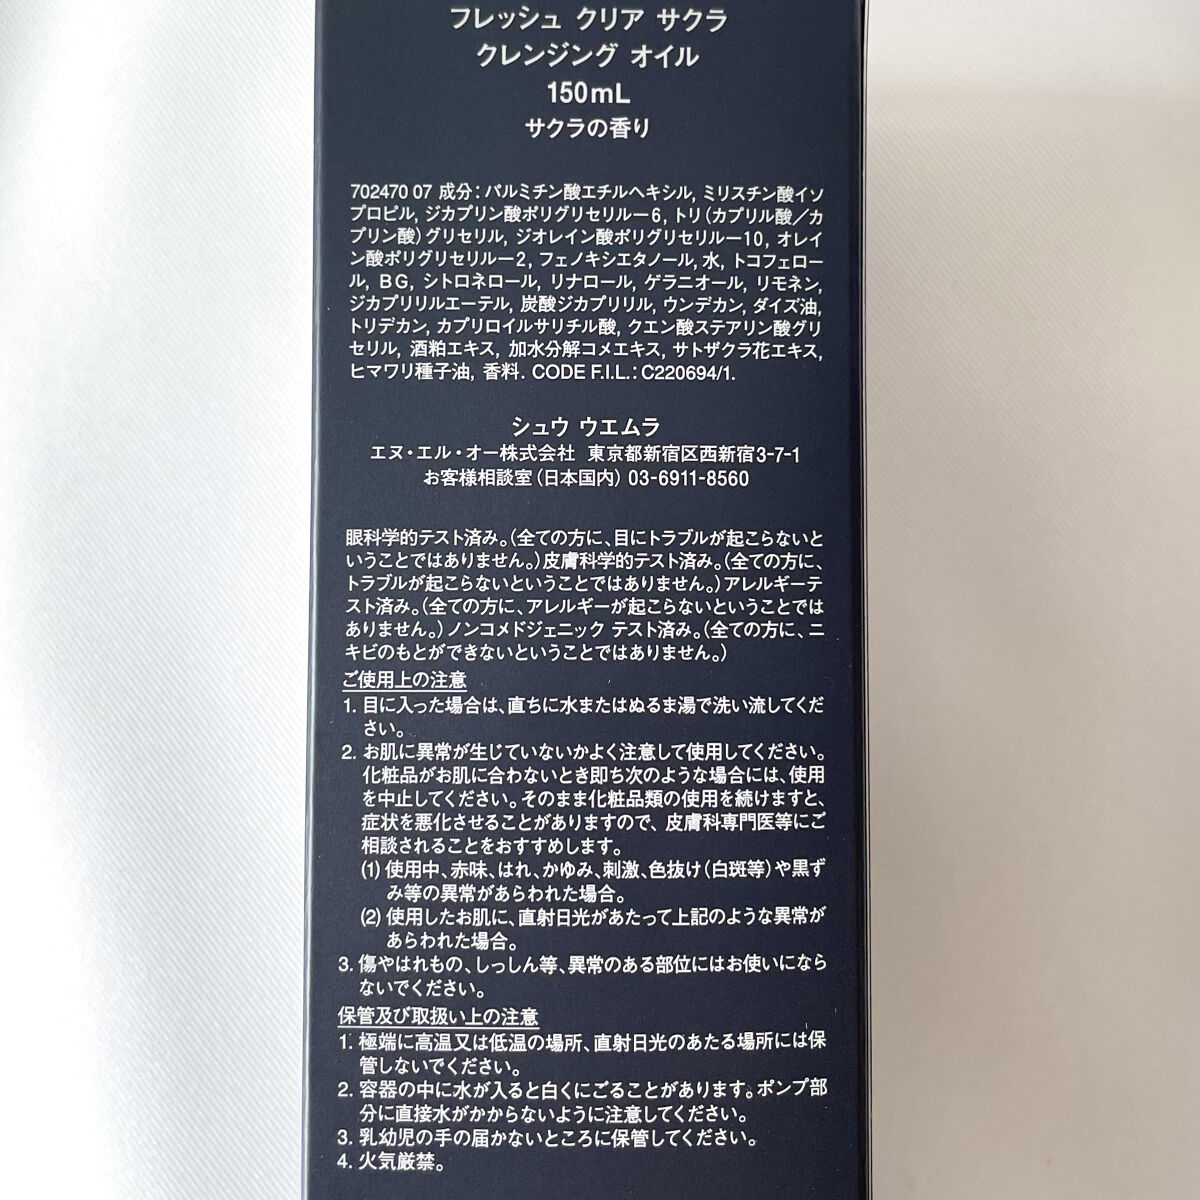 フレッシュ クリア サクラ
クレンジング オイル
150mL
サクラの香り
702470 07 成分：パルミチン酸エチルヘキシル, ミリスチン酸イソ
プロピル, ジカプリン酸ポリグリセリル－6, トリ（カプリル酸／カ
プリン酸）グリセリル, ジオレイン酸ポリグリセリル－10, オレイ
ン酸ポリグリセリル－2, フェノキシエタノール, 水, トコフェロー
ル, BG, シトロネロール, リナロール, ゲラニオール, リモネン,
ジカプリリルエーテル, 炭酸ジカプリリル, ウンデカン, ダイズ油,
トリデカン, カプリロイルサリチル酸, クエン酸ステアリン酸グリ
セリル, 酒粕エキス, 加水分解コメエキス, サトザクラ花エキス,
ヒマワリ種子油, 香料. CODE F.I.L.：C220694/1.
シュウ ウエムラ
エヌ・エル・オー株式会社 東京都新宿区西新宿3-7-1
お客様相談室（日本国内）03-6911-8560
眼科学的テスト済み。（全ての方に、目にトラブルが起こらないと
いうことではありません。）皮膚科学的テスト済み。（全ての方に、
トラブルが起こらないということではありません。）アレルギーテ
スト済み。（全ての方に、アレルギーが起こらないということでは
ありません。）ノンコメドジェニック テスト済み。（全ての方に、ニ
キビのもとができないということではありません。）
ご使用上の注意
1. 目に入った場合は、直ちに水またはぬるま湯で洗い流してくだ
さい。
2. お肌に異常が生じていないかよく注意して使用してください。
化粧品がお肌に合わないとき即ち次のような場合には、使用
を中止してください。そのまま化粧品類の使用を続けますと、
症状を悪化させることがありますので、皮膚科専門医等にご
相談されることをおすすめします。
(1) 使用中、赤味、はれ、かゆみ、刺激、色抜け（白斑等）や黒ず
み等の異常があらわれた場合。
(2) 使用したお肌に、直射日光があたって上記のような異常が
あらわれた場合。
3. 傷やはれもの、しっしん等、異常のある部位にはお使いになら
ないでください。
保管及び取扱い上の注意
1. 極端に高温又は低温の場所、直射日光のあたる場所には保
管しないでください。
2. 容器の中に水が入ると白くにごることがあります。ポンプ部
分に直接水がかからないように注意してください。
3. 乳幼児の手の届かないところに保管してください。
4. 火気厳禁。